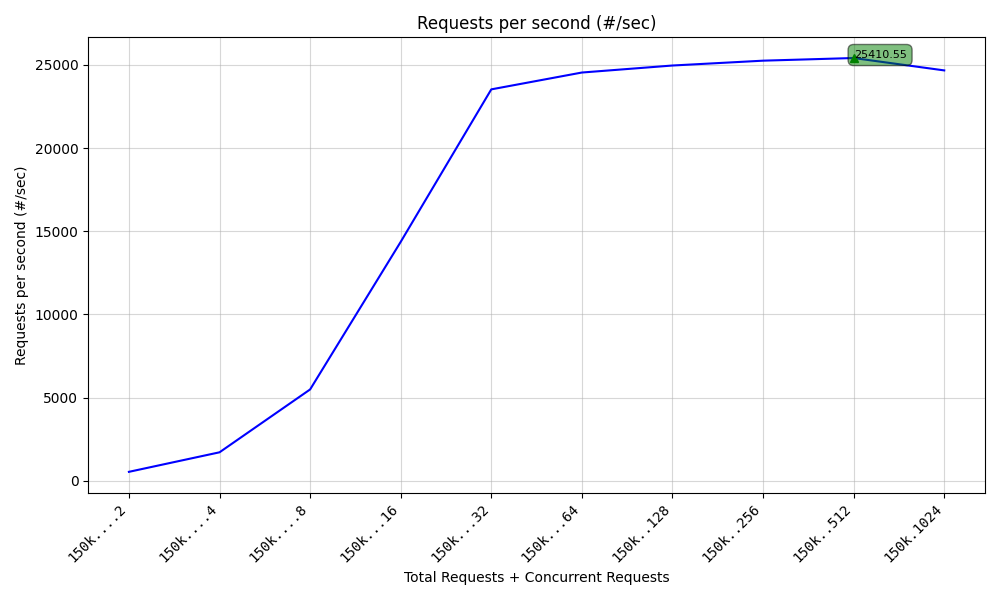 Requests per second (#/sec)
25410.55
Requests per second (#/sec)
25000
20000
15000
10000
5000
0
150k....2
150k....4
150k....8
150k...16
150k...32
150k...64
150k..128
150k..256
150k..512
150k.1024
Total Requests + Concurrent Requests